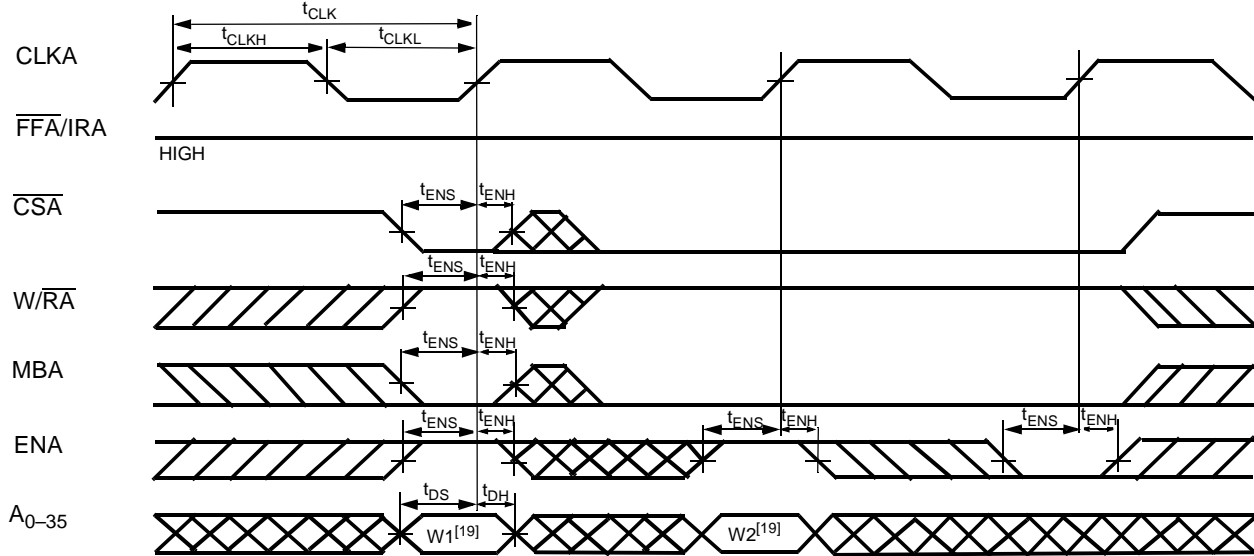 tCLK
tCLKH tCLKL
CLKA
FFA/IRA
HIGH
tENS tENH
CSA
tENS tENH
W/RA
tENS tENH
MBA
tENS tENH tENS tENH tENS tENH
ENA
tDS tDH
A0–35
W1[19] W2[19]